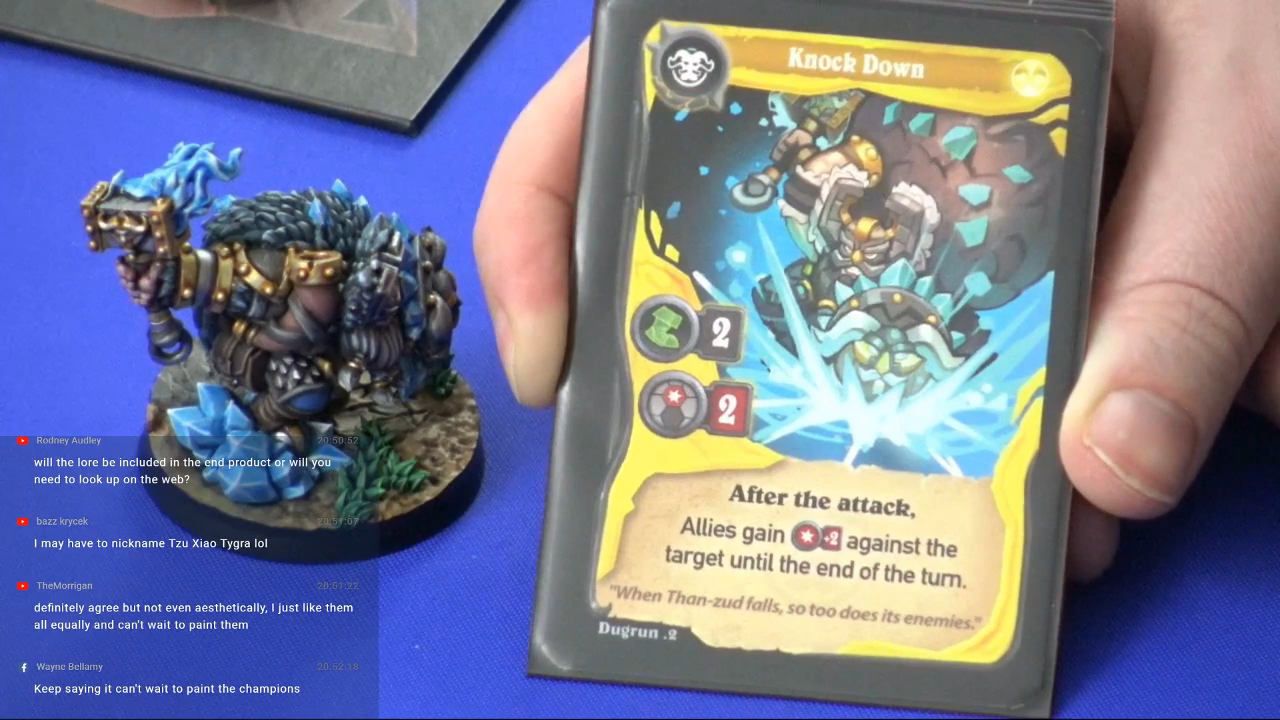 Knock Down
2
2
After the attack,
Allies gain +2 against the
target until the end of the turn.
"When Than-zud falls, so too does its enemies."
Dugrun .2
Rodney Audley 20:50:52
will the lore be included in the end product or will you
need to look up on the web?
bazz krycek 20:51:07
I may have to nickname Tzu Xiao Tygra lol
TheMorrigan 20:51:22
definitely agree but not even aesthetically, I just like them
all equally and can't wait to paint them
Wayne Bellamy 20:52:18
Keep saying it can't wait to paint the champions